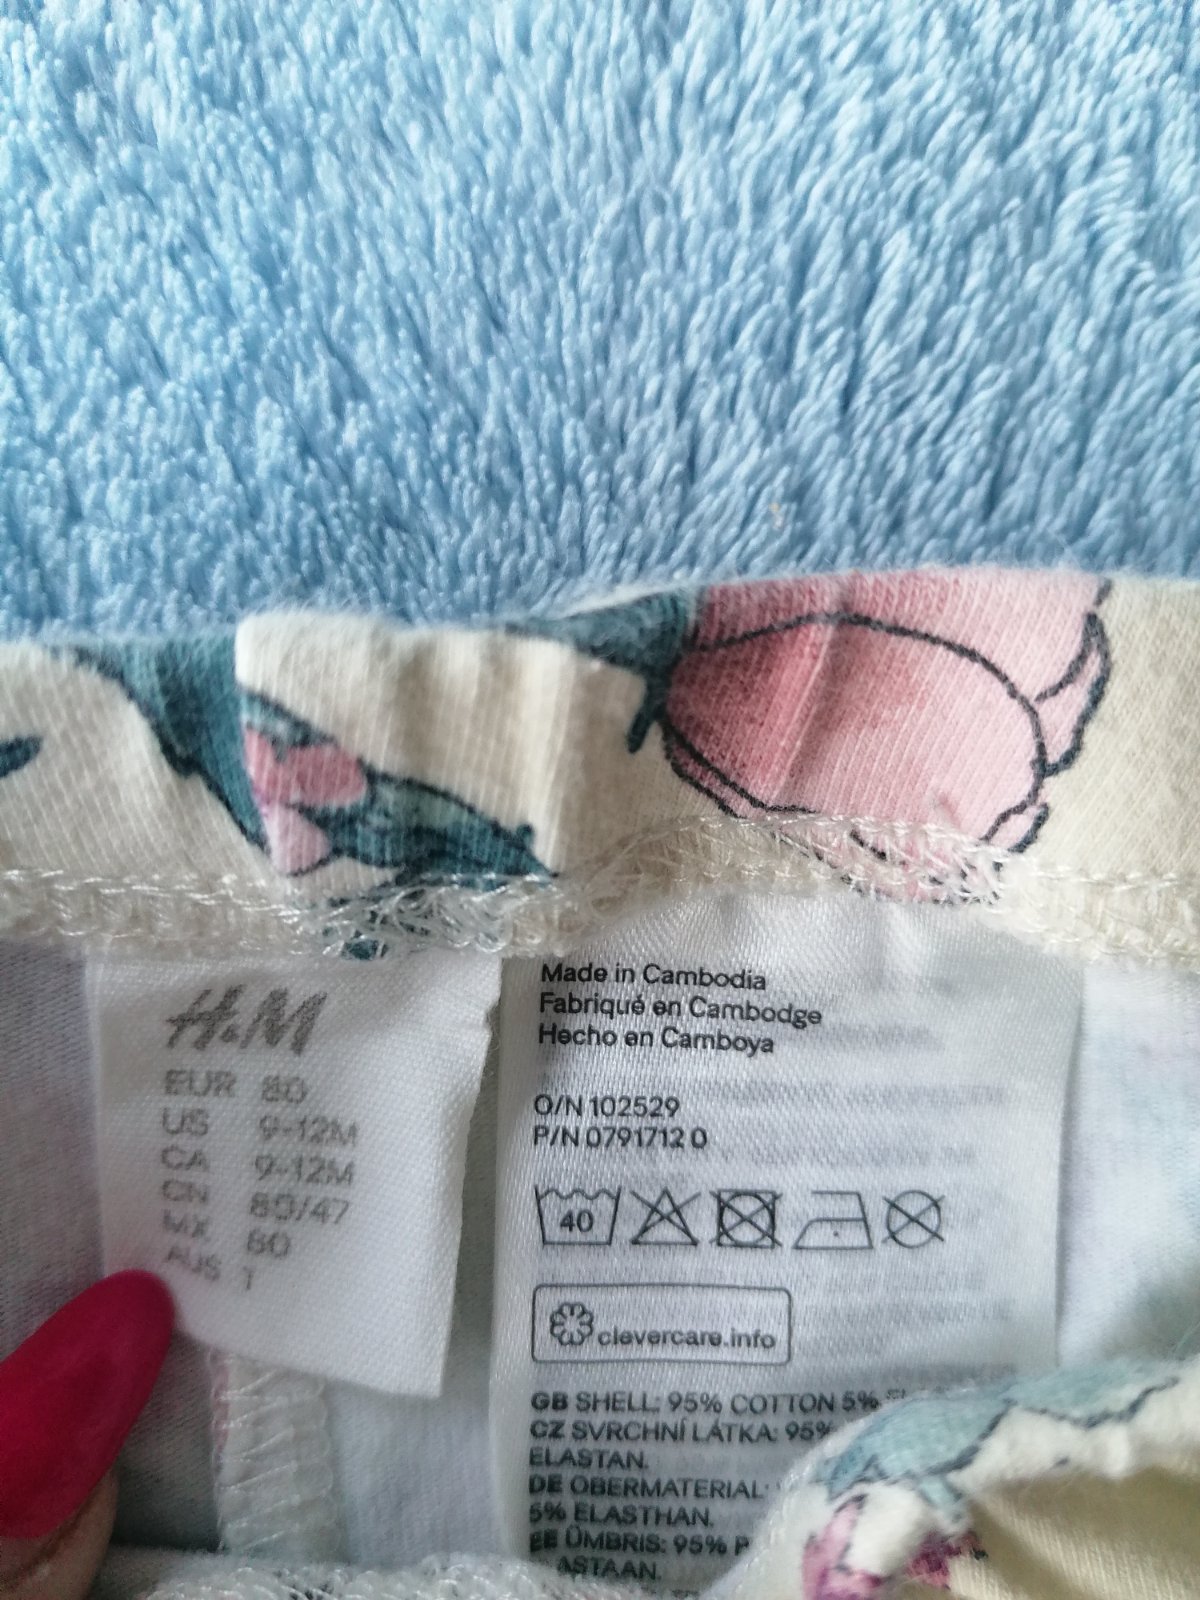 H&M
EUR 80
US 9-12M
CA 9-12M
CN 80/47
MX 80
AUS 1
Made in Cambodia
Fabriqué en Cambodge
Hecho en Camboya
O/N 102529
P/N 0791712 0
40
clevercare.info
GB SHELL: 95% COTTON 5%
CZ SVRCHNÍ LÁTKA: 95%
ELASTAN.
DE OBERMATERIAL:
5% ELASTHAN.
EE ÜMBRIS: 95% P